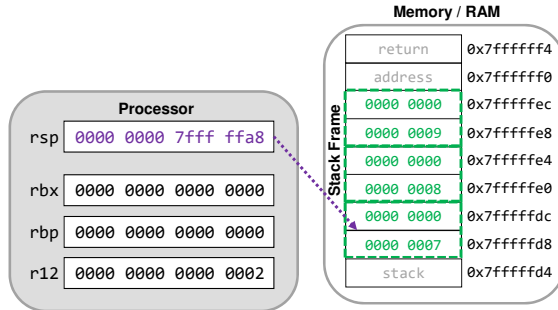 Memory / RAM
return 0x7ffffff4
address 0x7ffffff0
0000 0000 0x7fffffec
0000 0009 0x7fffffe8
0000 0000 0x7fffffe4
0000 0008 0x7fffffe0
0000 0000 0x7fffffdc
0000 0007 0x7fffffd8
stack 0x7fffffd4
Stack Frame
Processor
rsp 0000 0000 7fff ffa8
rbx 0000 0000 0000 0000
rbp 0000 0000 0000 0000
r12 0000 0000 0000 0002